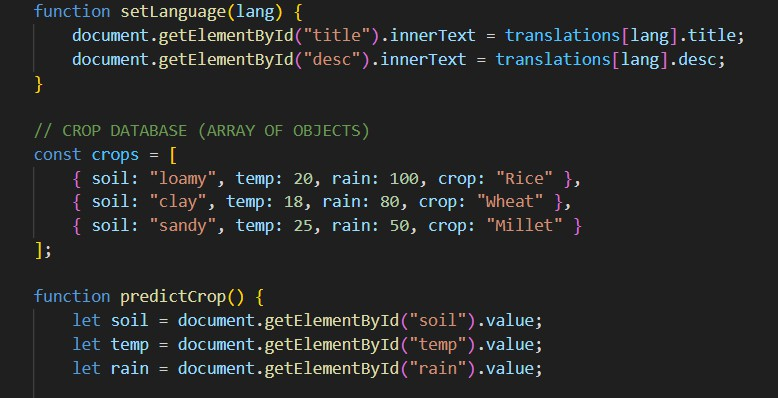 function setLanguage(lang) {
    document.getElementById("title").innerText = translations[lang].title;
    document.getElementById("desc").innerText = translations[lang].desc;
}

// CROP DATABASE (ARRAY OF OBJECTS)
const crops = [
    { soil: "loamy", temp: 20, rain: 100, crop: "Rice" },
    { soil: "clay", temp: 18, rain: 80, crop: "Wheat" },
    { soil: "sandy", temp: 25, rain: 50, crop: "Millet" }
];

function predictCrop() {
    let soil = document.getElementById("soil").value;
    let temp = document.getElementById("temp").value;
    let rain = document.getElementById("rain").value;